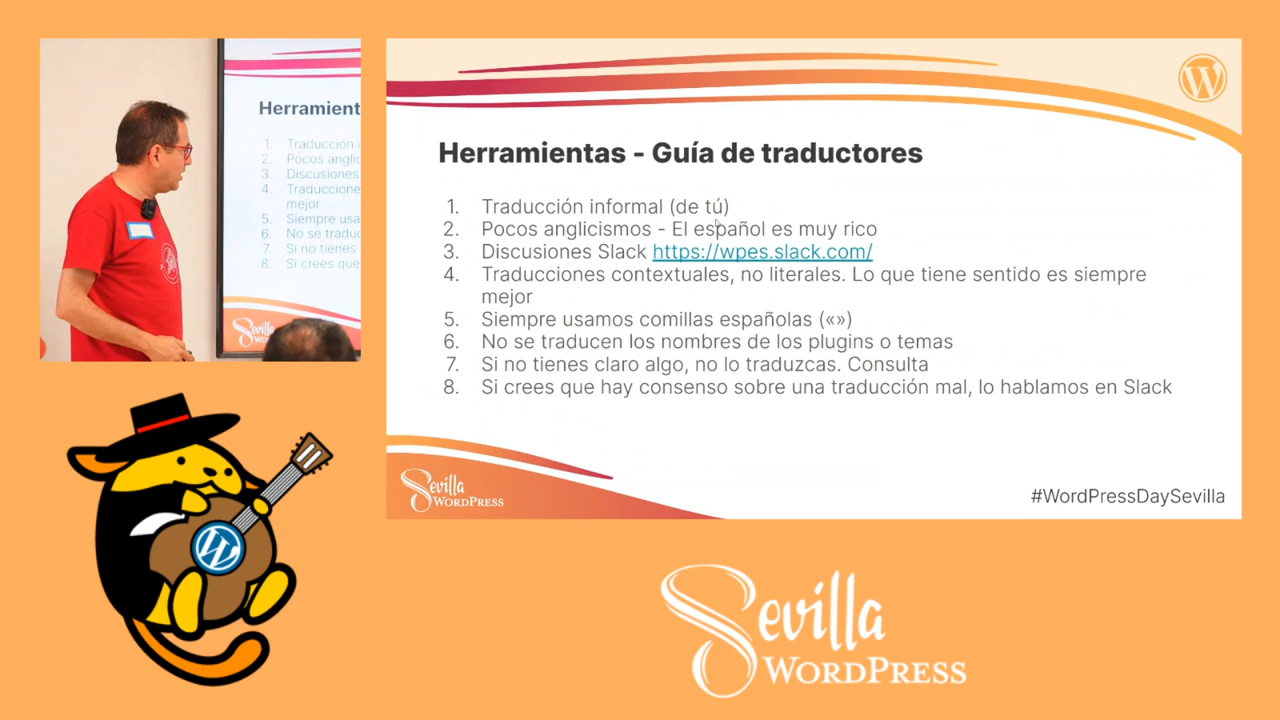 Herramient
1. Traducción i
2. Pocos anglic
3. Discusiones
4. Traduccione
mejor
5. Siempre usa
6. No se traduc
7. Si no tienes
8. Si crees que
Sevilla
Herramientas - Guía de traductores
1. Traducción informal (de tú)
2. Pocos anglicismos - El español es muy rico
3. Discusiones Slack https://wpes.slack.com/
4. Traducciones contextuales, no literales. Lo que tiene sentido es siempre
mejor
5. Siempre usamos comillas españolas («»)
6. No se traducen los nombres de los plugins o temas
7. Si no tienes claro algo, no lo traduzcas. Consulta
8. Si crees que hay consenso sobre una traducción mal, lo hablamos en Slack
Sevilla
WORDPRESS
#WordPressDaySevilla
W
Sevilla
WORDPRESS